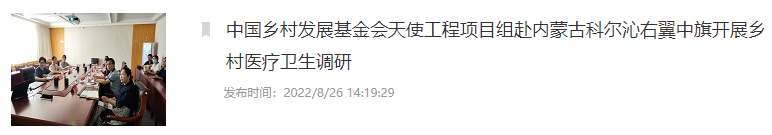 中国乡村发展基金会天使工程项目组赴内蒙古科尔沁右翼中旗开展乡
村医疗卫生调研
发布时间：2022/8/26 14:19:29